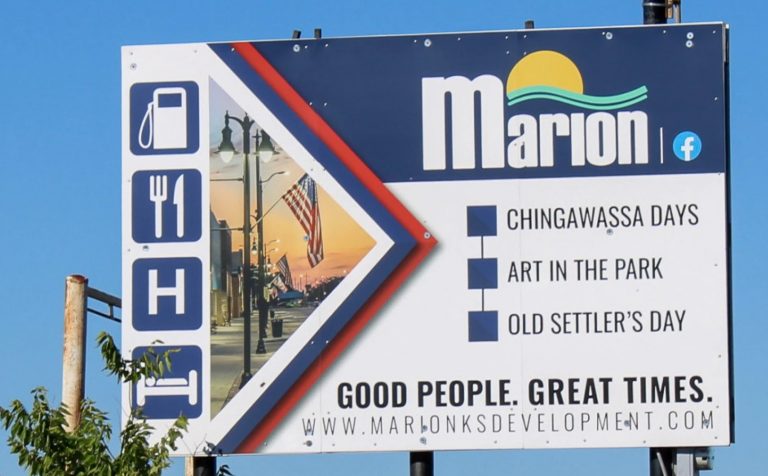 Marion
f
CHINGAWASSA DAYS
H
ART IN THE PARK
OLD SETTLER'S DAY
GOOD PEOPLE. GREAT TIMES.
WWW.MARIONKSDEVELOPMENT.COM